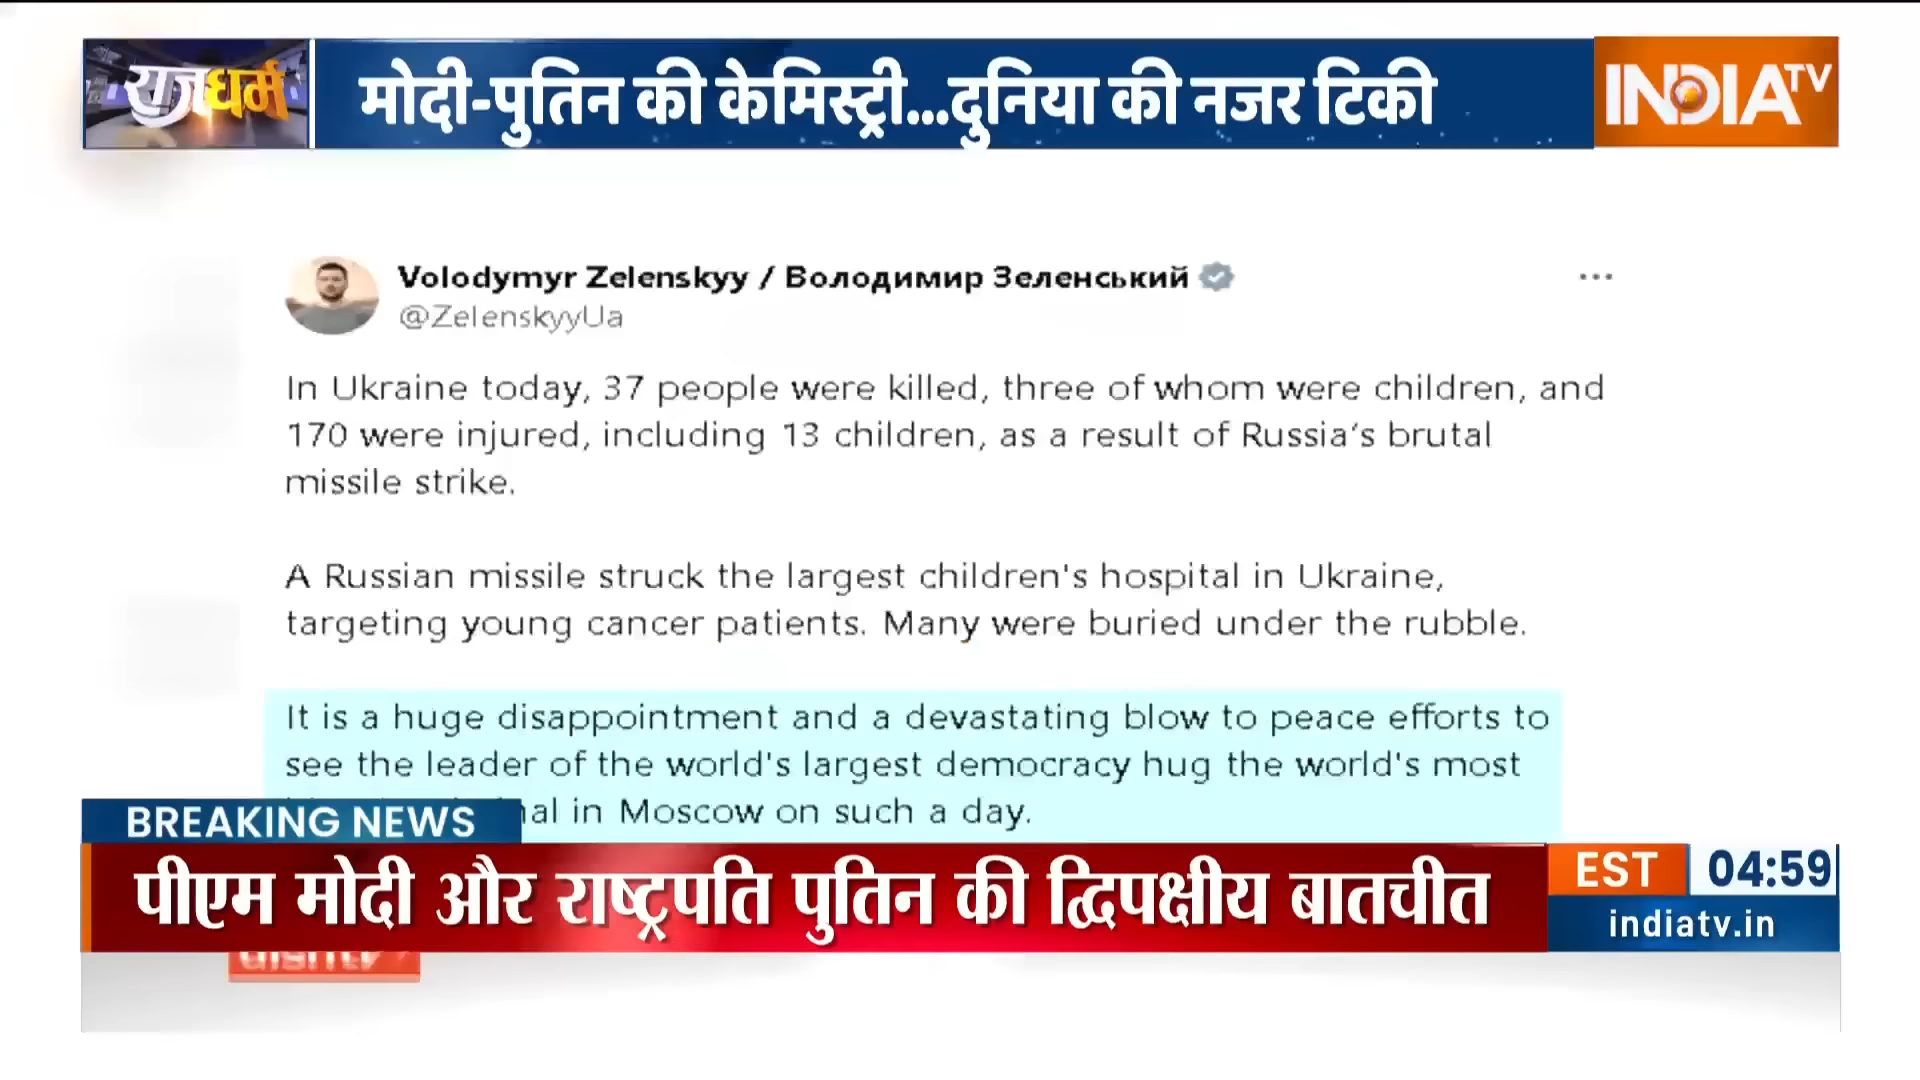 राजधर्म
मोदी-पुतिन की केमिस्ट्री...दुनिया की नजर टिकी
INDIA TV
Volodymyr Zelenskyy / Володимир Зеленський
@ZelenskyyUa
In Ukraine today, 37 people were killed, three of whom were children, and
170 were injured, including 13 children, as a result of Russia’s brutal
missile strike.
A Russian missile struck the largest children's hospital in Ukraine,
targeting young cancer patients. Many were buried under the rubble.
It is a huge disappointment and a devastating blow to peace efforts to
see the leader of the world's largest democracy hug the world's most
in Moscow on such a day.
BREAKING NEWS
पीएम मोदी और राष्ट्रपति पुतिन की द्विपक्षीय बातचीत
EST 04:59
indiatv.in